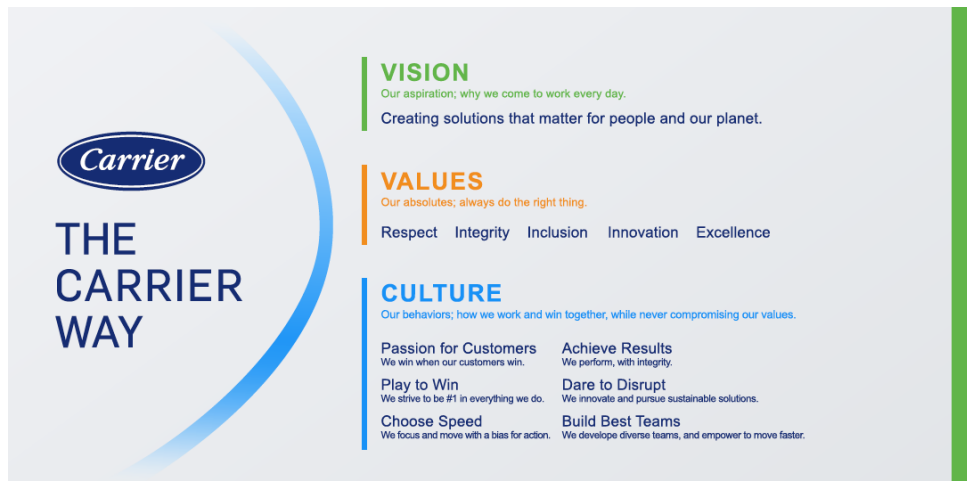 Carrier
THE
CARRIER
WAY
VISION
Our aspiration; why we come to work every day.
Creating solutions that matter for people and our planet.
VALUES
Our absolutes; always do the right thing.
Respect Integrity Inclusion Innovation Excellence
CULTURE
Our behaviors; how we work and win together, while never compromising our values.
Passion for Customers
We win when our customers win.
Achieve Results
We perform, with integrity.
Play to Win
We strive to be #1 in everything we do.
Dare to Disrupt
We innovate and pursue sustainable solutions.
Choose Speed
We focus and move with a bias for action.
Build Best Teams
We develope diverse teams, and empower to move faster.